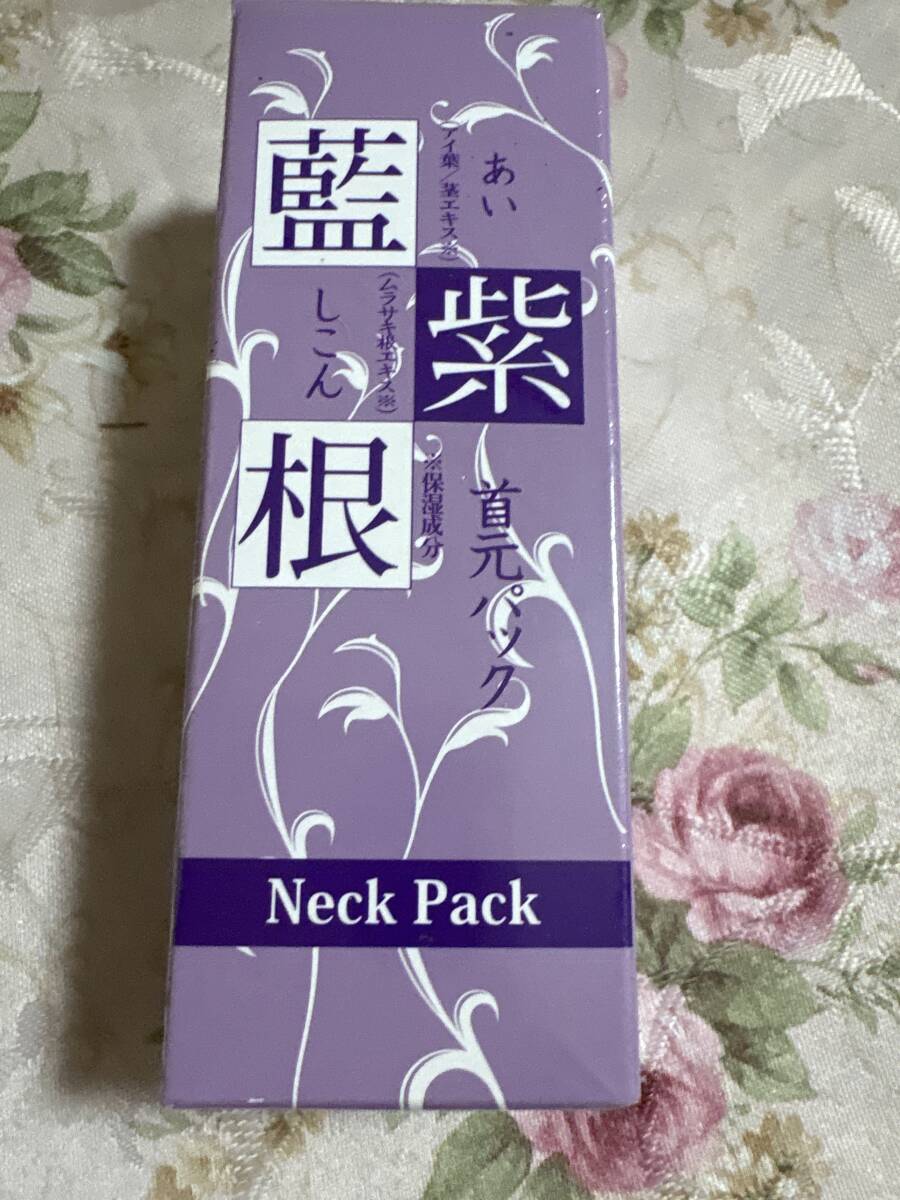 藍
あい
(アイ葉/茎エキス※)
紫
根
しこん
(ムラサキ根エキス※)
※保湿成分
首元パック
Neck Pack